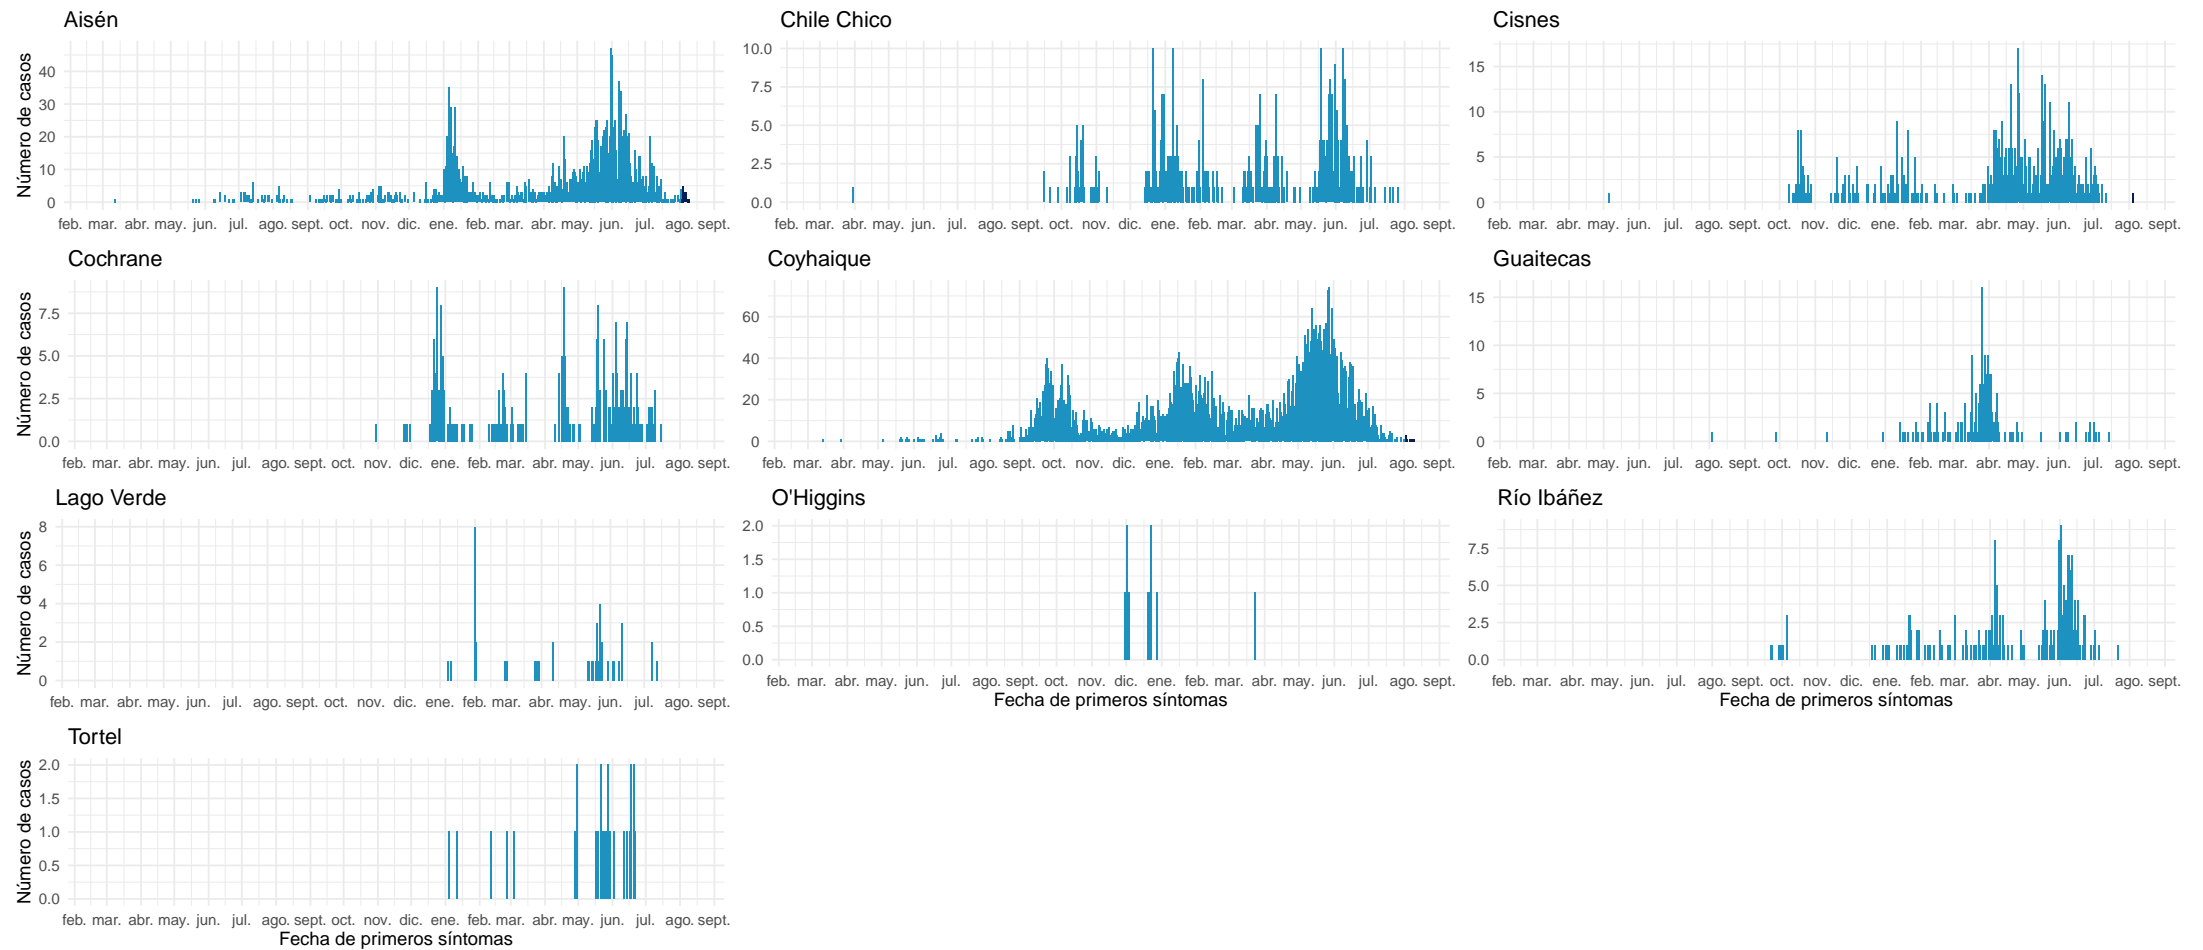 Aisén
Número de casos
40
30
20
10
0
feb. mar. abr. may. jun. jul. ago. sept. oct. nov. dic. ene. feb. mar. abr. may. jun. jul. ago. sept.
Chile Chico
10.0
7.5
5.0
2.5
0.0
feb. mar. abr. may. jun. jul. ago. sept. oct. nov. dic. ene. feb. mar. abr. may. jun. jul. ago. sept.
Cisnes
15
10
5
0
feb. mar. abr. may. jun. jul. ago. sept. oct. nov. dic. ene. feb. mar. abr. may. jun. jul. ago. sept.
Cochrane
Número de casos
7.5
5.0
2.5
0.0
feb. mar. abr. may. jun. jul. ago. sept. oct. nov. dic. ene. feb. mar. abr. may. jun. jul. ago. sept.
Coyhaique
60
40
20
0
feb. mar. abr. may. jun. jul. ago. sept. oct. nov. dic. ene. feb. mar. abr. may. jun. jul. ago. sept.
Guaitecas
15
10
5
0
feb. mar. abr. may. jun. jul. ago. sept. oct. nov. dic. ene. feb. mar. abr. may. jun. jul. ago. sept.
Lago Verde
Número de casos
8
6
4
2
0
feb. mar. abr. may. jun. jul. ago. sept. oct. nov. dic. ene. feb. mar. abr. may. jun. jul. ago. sept.
O'Higgins
2.0
1.5
1.0
0.5
0.0
feb. mar. abr. may. jun. jul. ago. sept. oct. nov. dic. ene. feb. mar. abr. may. jun. jul. ago. sept.
Fecha de primeros síntomas
Río Ibáñez
7.5
5.0
2.5
0.0
feb. mar. abr. may. jun. jul. ago. sept. oct. nov. dic. ene. feb. mar. abr. may. jun. jul. ago. sept.
Fecha de primeros síntomas
Tortel
Número de casos
2.0
1.5
1.0
0.5
0.0
feb. mar. abr. may. jun. jul. ago. sept. oct. nov. dic. ene. feb. mar. abr. may. jun. jul. ago. sept.
Fecha de primeros síntomas